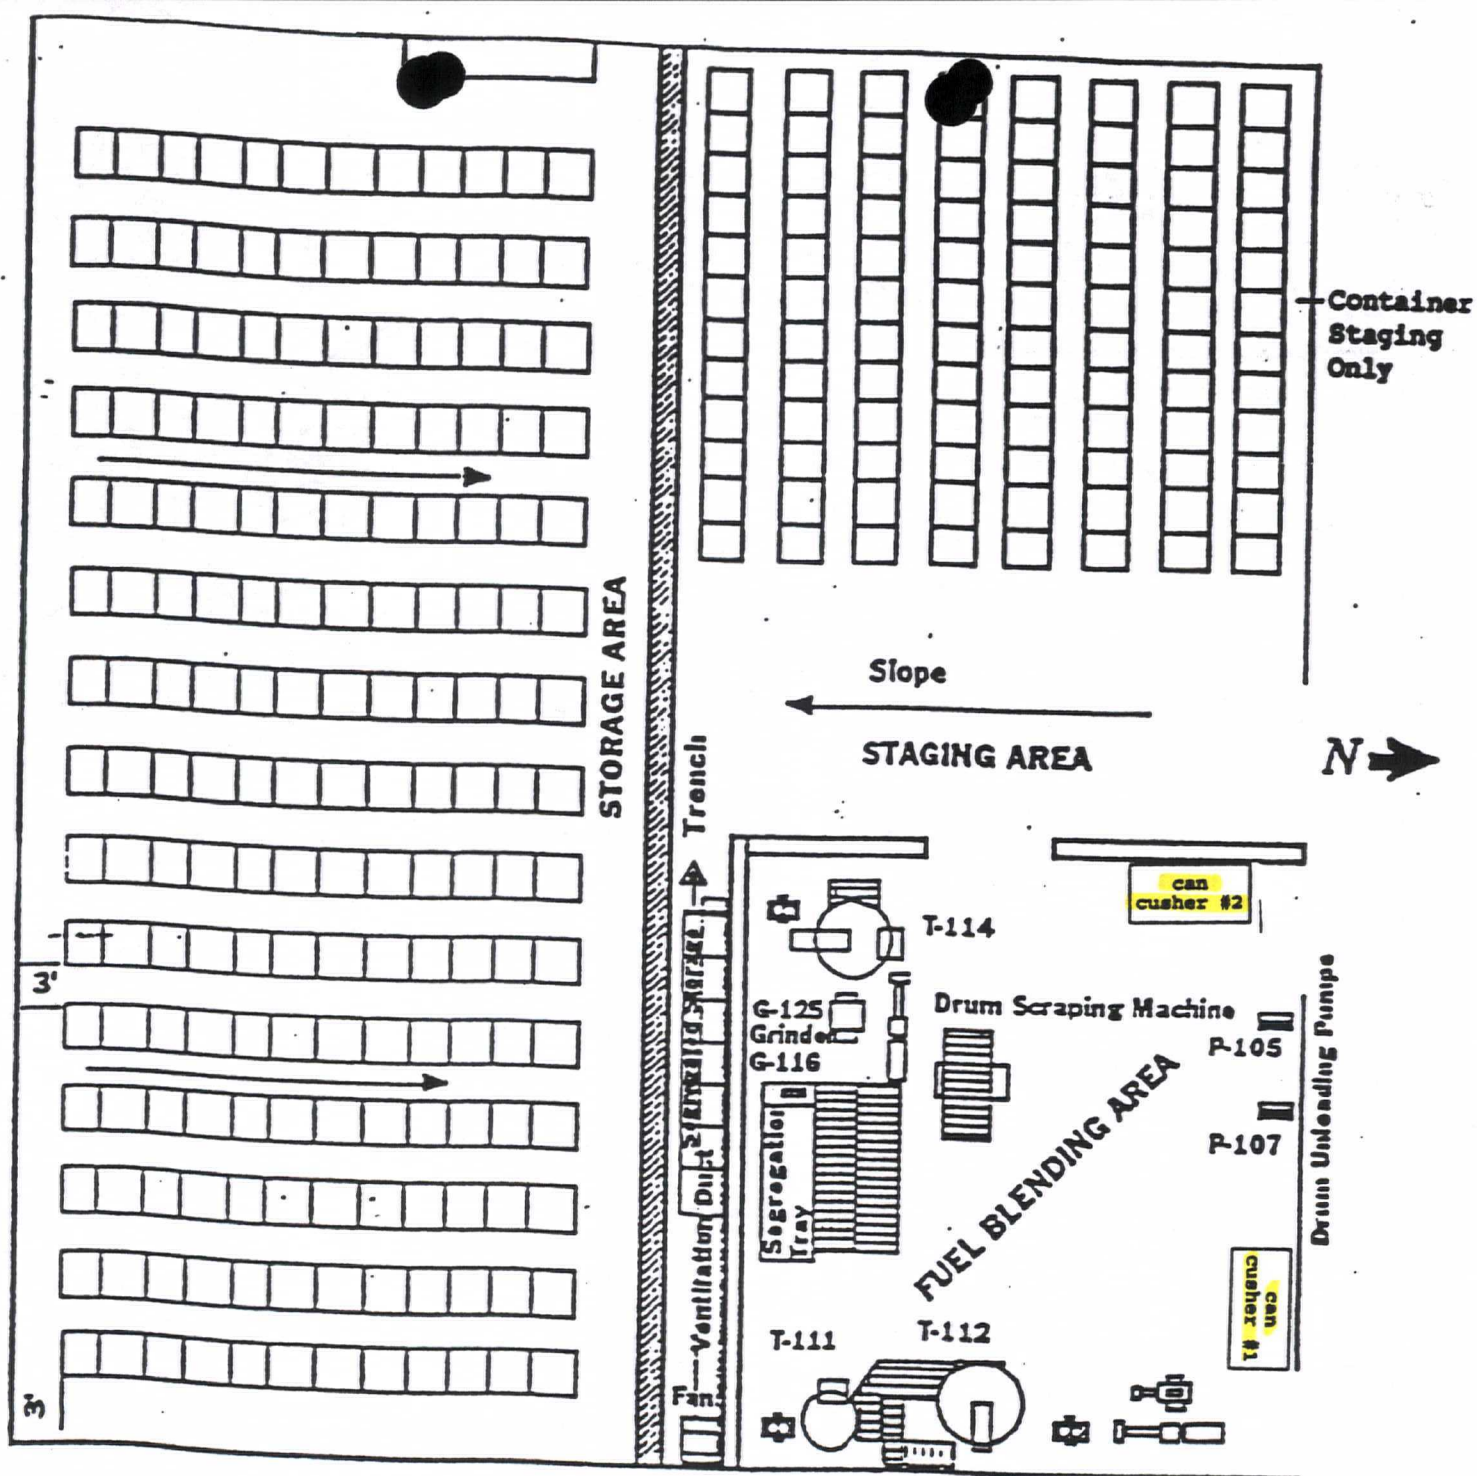 Container
Staging
Only
STORAGE AREA
Slope
STAGING AREA
N
Trench
can
cusher #2
T-114
G-125
Grinder
G-116
Drum Scraping Machine
P-105
P-107
Drum Unloading Pumps
Segregation
Tray
FUEL BLENDING AREA
Ventilation Duct
Fan
can
cusher #1
T-111
T-112
3'
3'